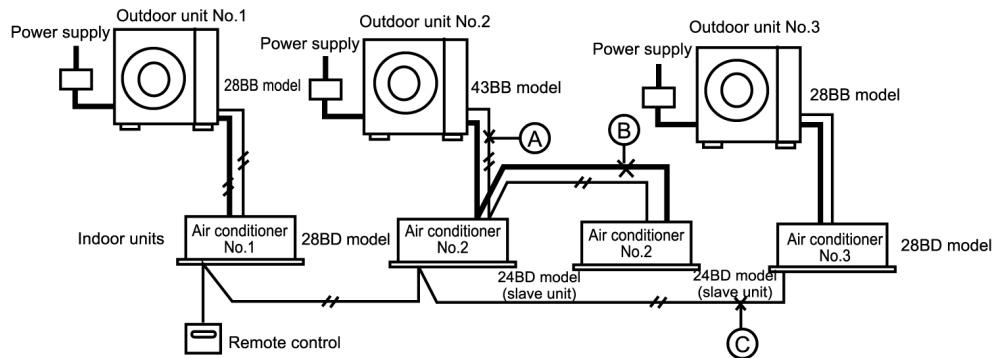 Outdoor unit No.1
Outdoor unit No.2
Outdoor unit No.3
Power supply
Power supply
Power supply
28BB model
43BB model
28BB model
A
B
Indoor units
Air conditioner
No.1
28BD model
Air conditioner
No.2
Air conditioner
No.2
Air conditioner
No.3
28BD model
24BD model
(slave unit)
24BD model
(slave unit)
Remote control
C